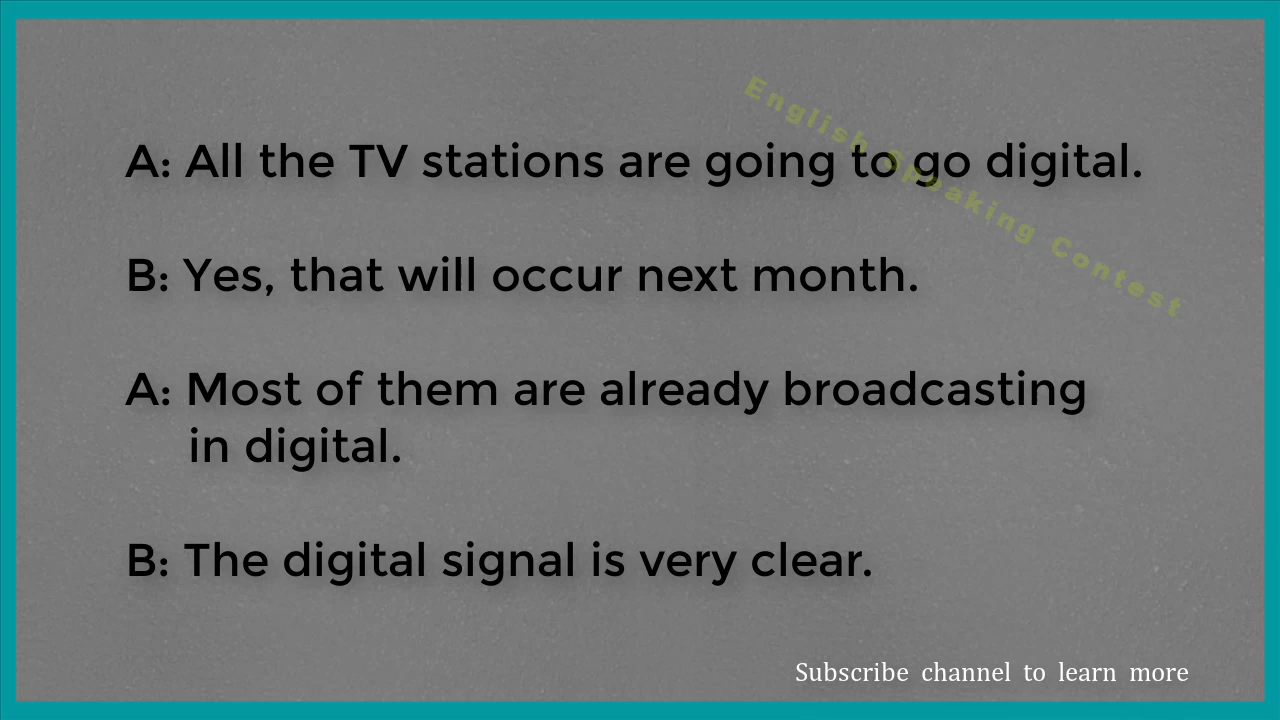 English Speaking Contest
A: All the TV stations are going to go digital.
B: Yes, that will occur next month.
A: Most of them are already broadcasting
in digital.
B: The digital signal is very clear.
Subscribe channel to learn more